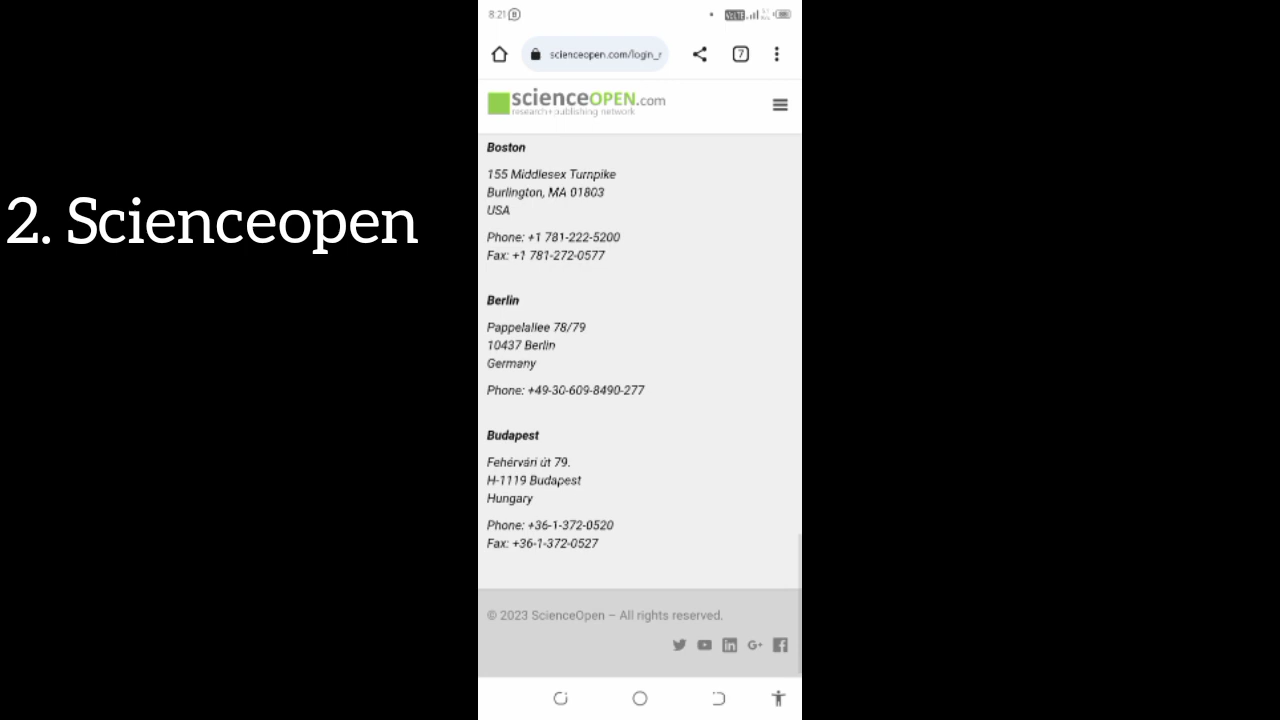 8:21
VoLTE
scienceopen.com/login_r
7
scienceOPEN.com
research+publishing network
2. Scienceopen
Boston
155 Middlesex Turnpike
Burlington, MA 01803
USA
Phone: +1 781-222-5200
Fax: +1 781-272-0577
Berlin
Pappelallee 78/79
10437 Berlin
Germany
Phone: +49-30-609-8490-277
Budapest
Fehérvári út 79.
H-1119 Budapest
Hungary
Phone: +36-1-372-0520
Fax: +36-1-372-0527
© 2023 ScienceOpen – All rights reserved.